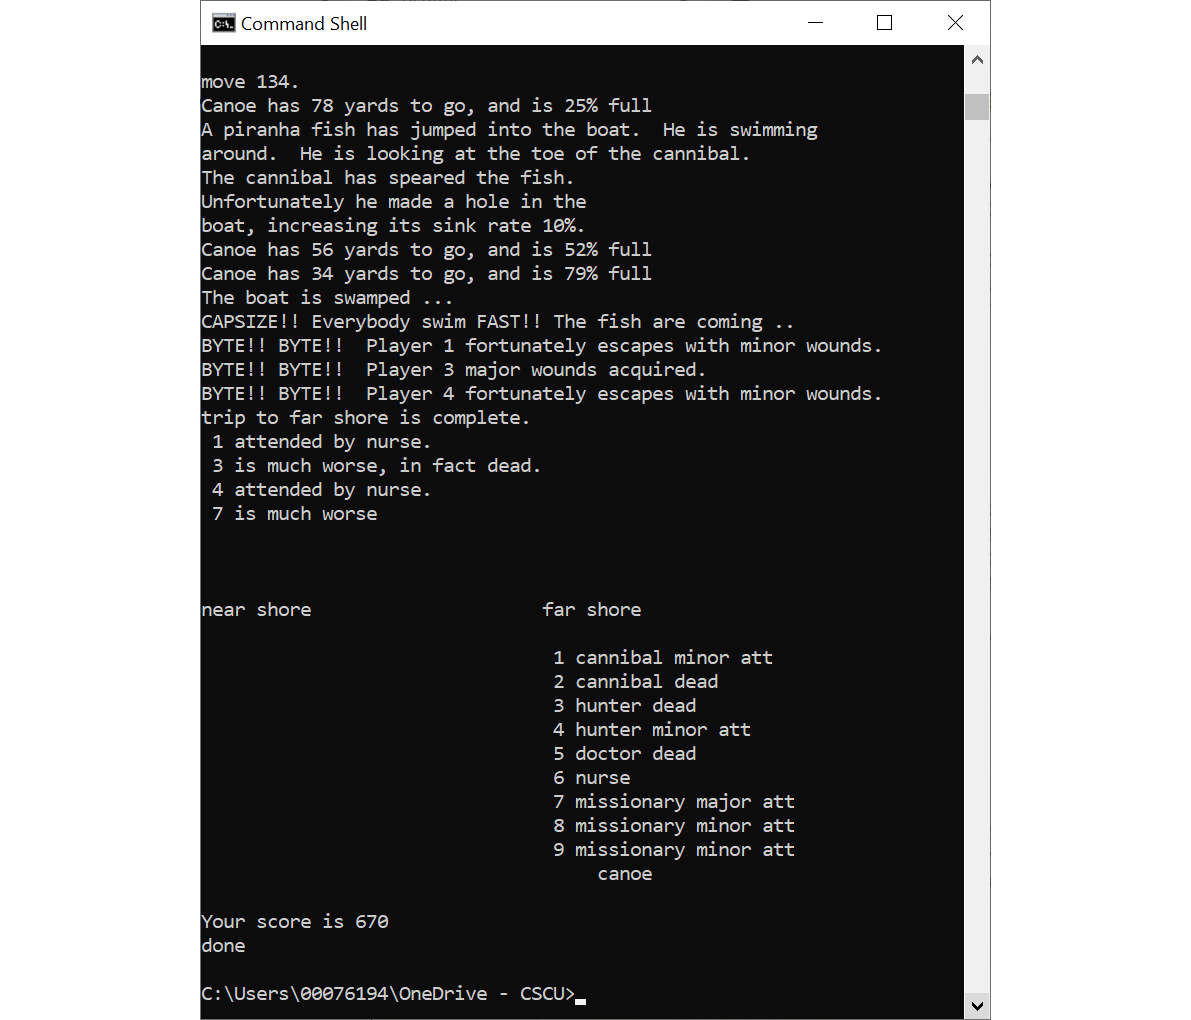 Command Shell
move 134.
Canoe has 78 yards to go, and is 25% full
A piranha fish has jumped into the boat.  He is swimming
around.  He is looking at the toe of the cannibal.
The cannibal has speared the fish.
Unfortunately he made a hole in the
boat, increasing its sink rate 10%.
Canoe has 56 yards to go, and is 52% full
Canoe has 34 yards to go, and is 79% full
The boat is swamped ...
CAPSIZE!! Everybody swim FAST!! The fish are coming ..
BYTE!! BYTE!!  Player 1 fortunately escapes with minor wounds.
BYTE!! BYTE!!  Player 3 major wounds acquired.
BYTE!! BYTE!!  Player 4 fortunately escapes with minor wounds.
trip to far shore is complete.
1 attended by nurse.
3 is much worse, in fact dead.
4 attended by nurse.
7 is much worse
near shore                     far shore
1 cannibal minor att
2 cannibal dead
3 hunter dead
4 hunter minor att
5 doctor dead
6 nurse
7 missionary major att
8 missionary minor att
9 missionary minor att
canoe
Your score is 670
done
C:\Users\00076194\OneDrive - CSCU>